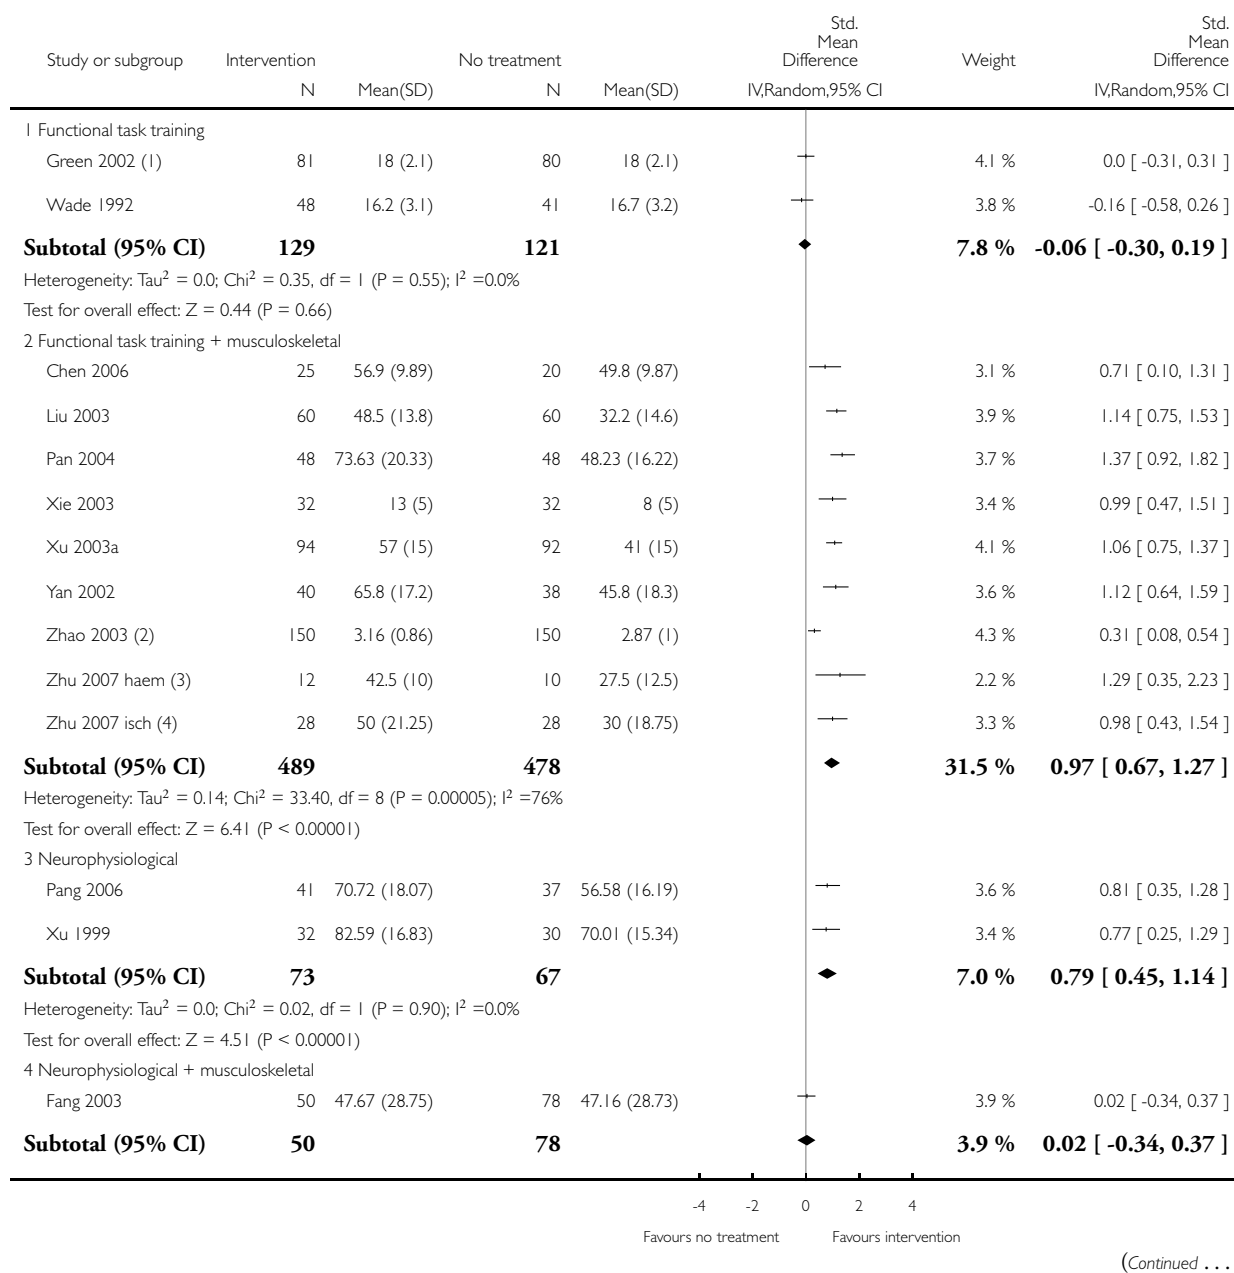 Study or subgroup Intervention No treatment Std. Mean Difference Weight Std. Mean Difference
N Mean(SD) N Mean(SD) IV,Random,95% CI IV,Random,95% CI
1 Functional task training
Green 2002 (1) 81 18 (2.1) 80 18 (2.1) 4.1 % 0.0 [ -0.31, 0.31 ]
Wade 1992 48 16.2 (3.1) 41 16.7 (3.2) 3.8 % -0.16 [ -0.58, 0.26 ]
Subtotal (95% CI) 129 121 7.8 % -0.06 [ -0.30, 0.19 ]
Heterogeneity: Tau² = 0.0; Chi² = 0.35, df = 1 (P = 0.55); I² =0.0%
Test for overall effect: Z = 0.44 (P = 0.66)
2 Functional task training + musculoskeletal
Chen 2006 25 56.9 (9.89) 20 49.8 (9.87) 3.1 % 0.71 [ 0.10, 1.31 ]
Liu 2003 60 48.5 (13.8) 60 32.2 (14.6) 3.9 % 1.14 [ 0.75, 1.53 ]
Pan 2004 48 73.63 (20.33) 48 48.23 (16.22) 3.7 % 1.37 [ 0.92, 1.82 ]
Xie 2003 32 13 (5) 32 8 (5) 3.4 % 0.99 [ 0.47, 1.51 ]
Xu 2003a 94 57 (15) 92 41 (15) 4.1 % 1.06 [ 0.75, 1.37 ]
Yan 2002 40 65.8 (17.2) 38 45.8 (18.3) 3.6 % 1.12 [ 0.64, 1.59 ]
Zhao 2003 (2) 150 3.16 (0.86) 150 2.87 (1) 4.3 % 0.31 [ 0.08, 0.54 ]
Zhu 2007 haem (3) 12 42.5 (10) 10 27.5 (12.5) 2.2 % 1.29 [ 0.35, 2.23 ]
Zhu 2007 isch (4) 28 50 (21.25) 28 30 (18.75) 3.3 % 0.98 [ 0.43, 1.54 ]
Subtotal (95% CI) 489 478 31.5 % 0.97 [ 0.67, 1.27 ]
Heterogeneity: Tau² = 0.14; Chi² = 33.40, df = 8 (P = 0.00005); I² =76%
Test for overall effect: Z = 6.41 (P < 0.00001)
3 Neurophysiological
Pang 2006 41 70.72 (18.07) 37 56.58 (16.19) 3.6 % 0.81 [ 0.35, 1.28 ]
Xu 1999 32 82.59 (16.83) 30 70.01 (15.34) 3.4 % 0.77 [ 0.25, 1.29 ]
Subtotal (95% CI) 73 67 7.0 % 0.79 [ 0.45, 1.14 ]
Heterogeneity: Tau² = 0.0; Chi² = 0.02, df = 1 (P = 0.90); I² =0.0%
Test for overall effect: Z = 4.51 (P < 0.00001)
4 Neurophysiological + musculoskeletal
Fang 2003 50 47.67 (28.75) 78 47.16 (28.73) 3.9 % 0.02 [ -0.34, 0.37 ]
Subtotal (95% CI) 50 78 3.9 % 0.02 [ -0.34, 0.37 ]
-4 -2 0 2 4
Favours no treatment Favours intervention
(Continued . . .